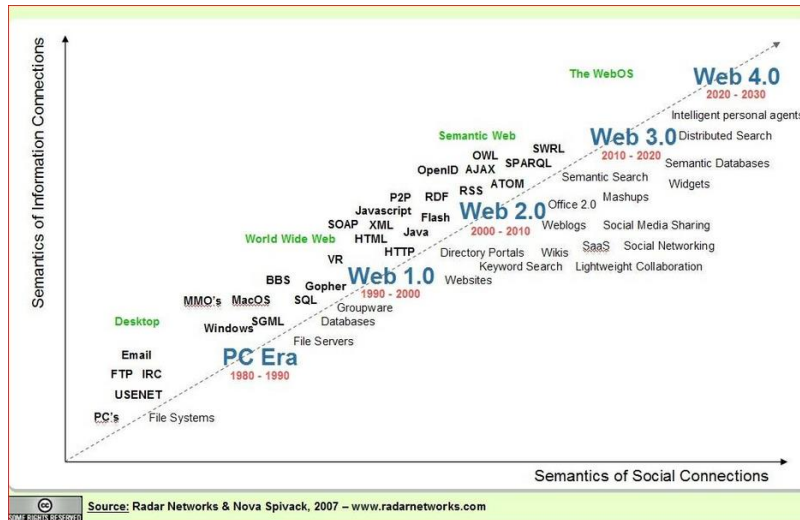 Semantics of Information Connections
The WebOS
Web 4.0
2020 - 2030
Intelligent personal agents
Semantic Web
Web 3.0
Distributed Search
2010 - 2020
SWRL
OWL
SPARQL
Semantic Databases
OpenID
AJAX
Semantic Search
Widgets
ATOM
RSS
Mashups
P2P
RDF
Office 2.0
Javascript
Flash
Web 2.0
2000 - 2010
SOAP
XML
Java
Weblogs
Social Media Sharing
World Wide Web
HTML
HTTP
Directory Portals
Wikis
SaaS
Social Networking
VR
Keyword Search
Lightweight Collaboration
Web 1.0
1990 - 2000
Websites
BBS
Gopher
MMO's
MacOS
SQL
Groupware
Desktop
Windows
SGML
Databases
File Servers
Email
PC Era
1980 - 1990
FTP
IRC
USENET
PC's
File Systems
Semantics of Social Connections
cc
SOME RIGHTS RESERVED
Source: Radar Networks & Nova Spivack, 2007 – www.radarnetworks.com